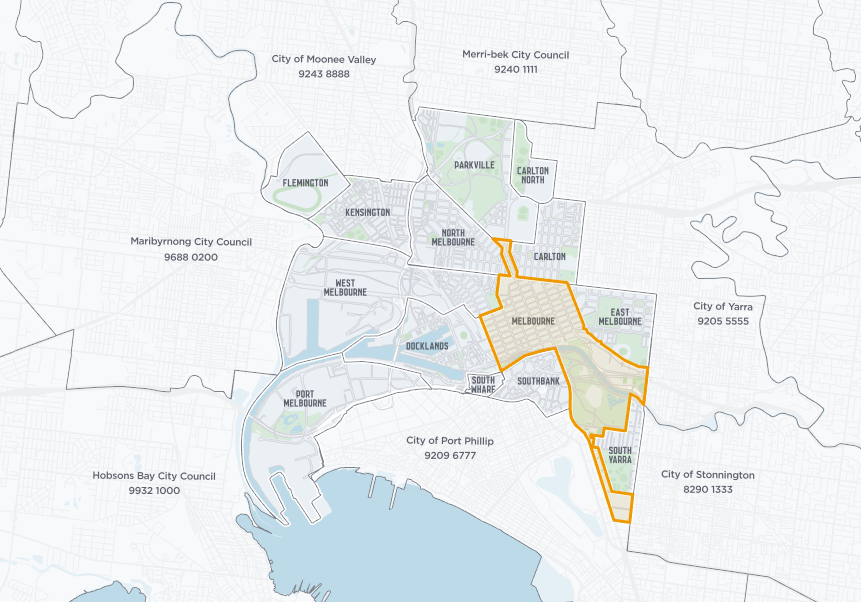 City of Moonee Valley
9243 8888
Merri-bek City Council
9240 1111
PARKVILLE
CARLTON
NORTH
FLEMINGTON
KENSINGTON
NORTH
MELBOURNE
Maribyrnong City Council
9688 0200
CARLTON
WEST
MELBOURNE
City of Yarra
9205 5555
EAST
MELBOURNE
MELBOURNE
DOCKLANDS
SOUTH
WHARF
SOUTHBANK
PORT
MELBOURNE
City of Port Phillip
9209 6777
SOUTH
YARRA
Hobsons Bay City Council
9932 1000
City of Stonnington
8290 1333